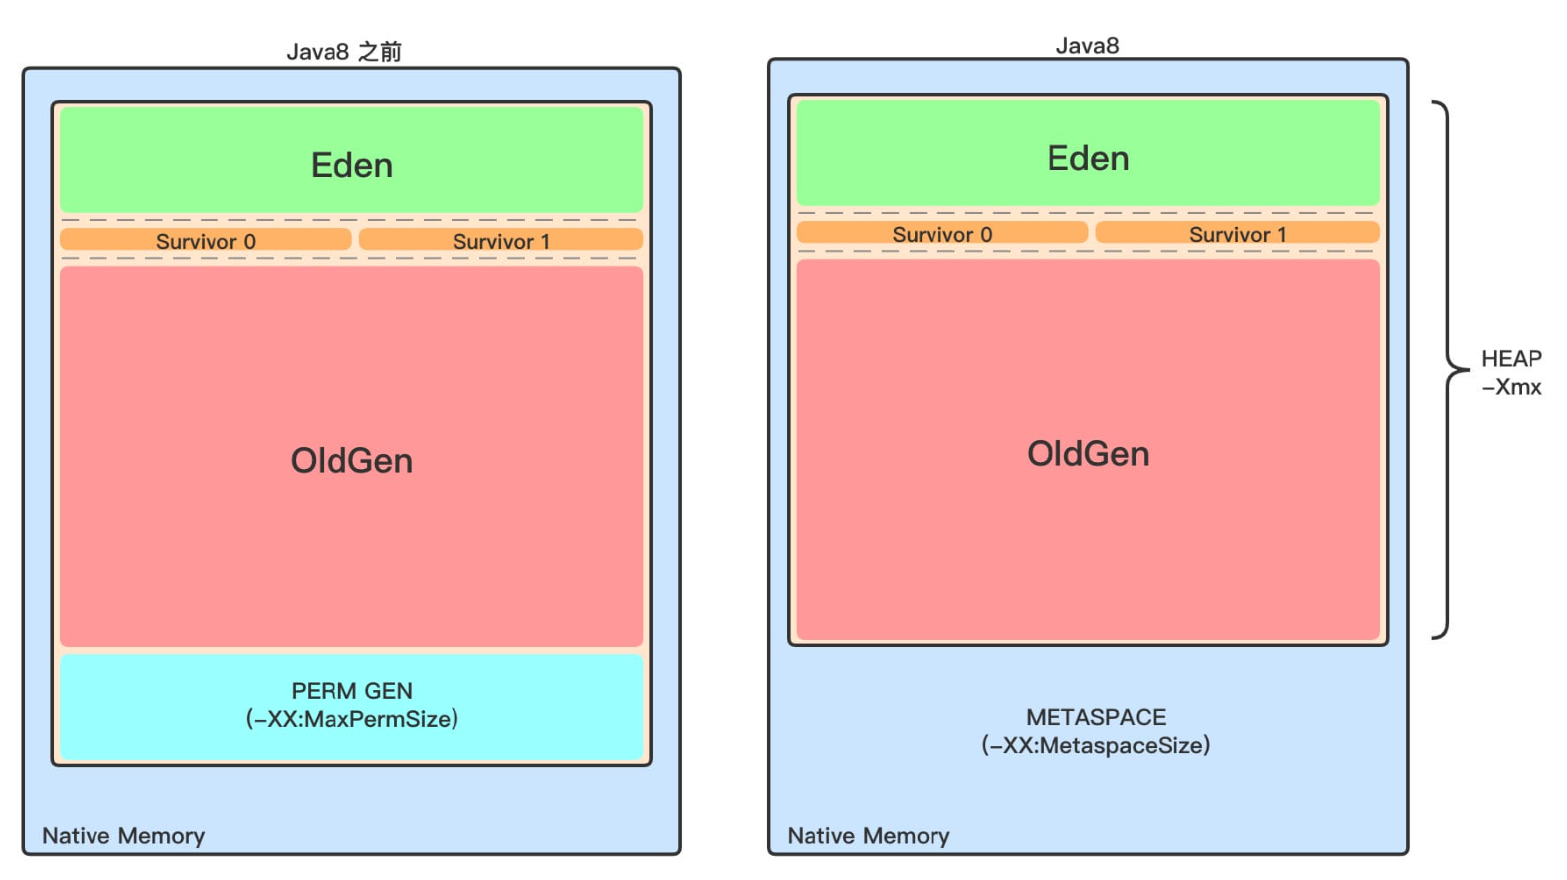 Java8 之前
Eden
Survivor 0
Survivor 1
OldGen
PERM GEN
(-XX:MaxPermSize)
Native Memory
Java8
Eden
Survivor 0
Survivor 1
OldGen
METASPACE
(-XX:MetaspaceSize)
Native Memory
HEAP
-Xmx